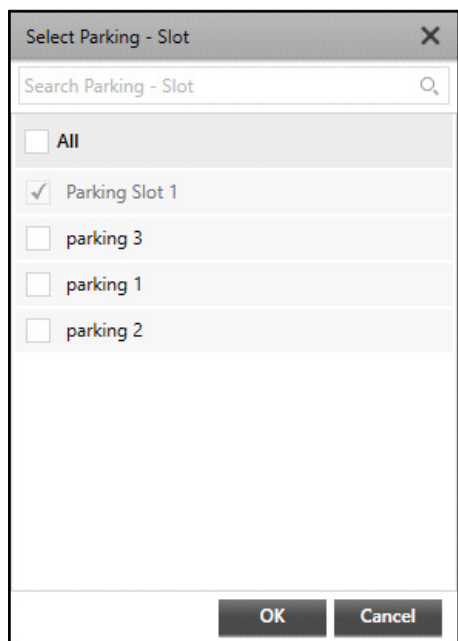 Select Parking - Slot
Search Parking - Slot
All
Parking Slot 1
parking 3
parking 1
parking 2
OK Cancel